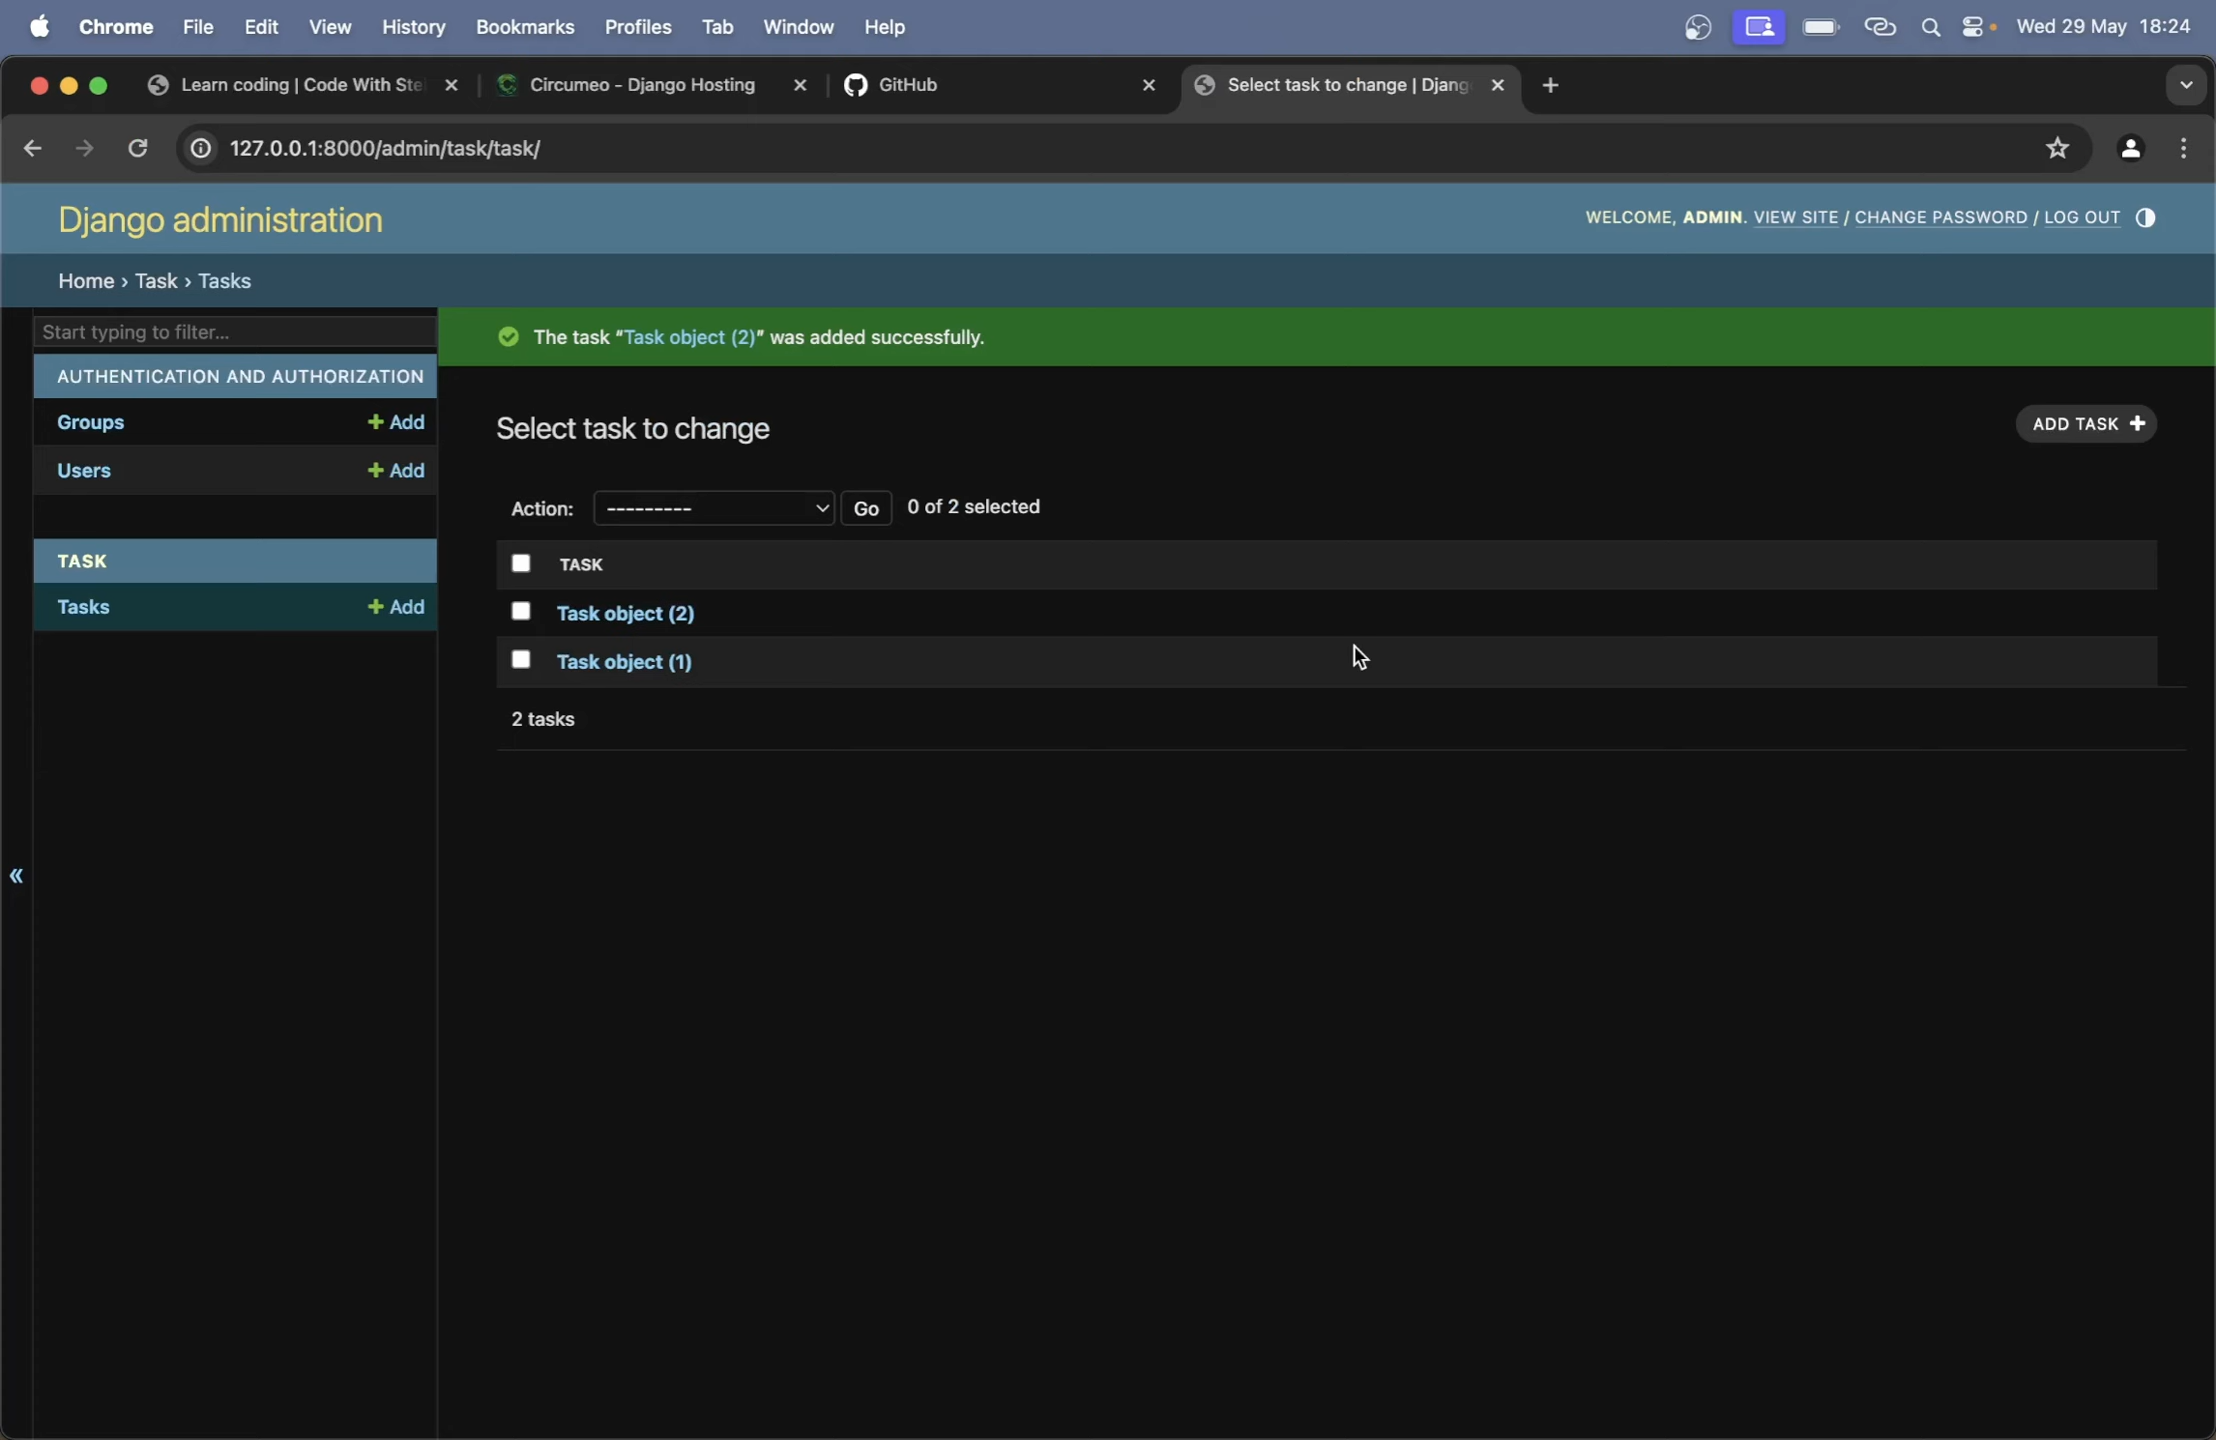 Chrome File Edit View History Bookmarks Profiles Tab Window Help Wed 29 May 18:24
Learn coding | Code With Ste Circumeo - Django Hosting GitHub Select task to change | Djang
127.0.0.1:8000/admin/task/task/
Django administration
WELCOME, ADMIN. VIEW SITE / CHANGE PASSWORD / LOG OUT
Home › Task › Tasks
Start typing to filter...
AUTHENTICATION AND AUTHORIZATION
Groups + Add
Users + Add
TASK
Tasks + Add
«
The task “Task object (2)” was added successfully.
Select task to change
ADD TASK +
Action: --------- Go 0 of 2 selected
TASK
Task object (2)
Task object (1)
2 tasks